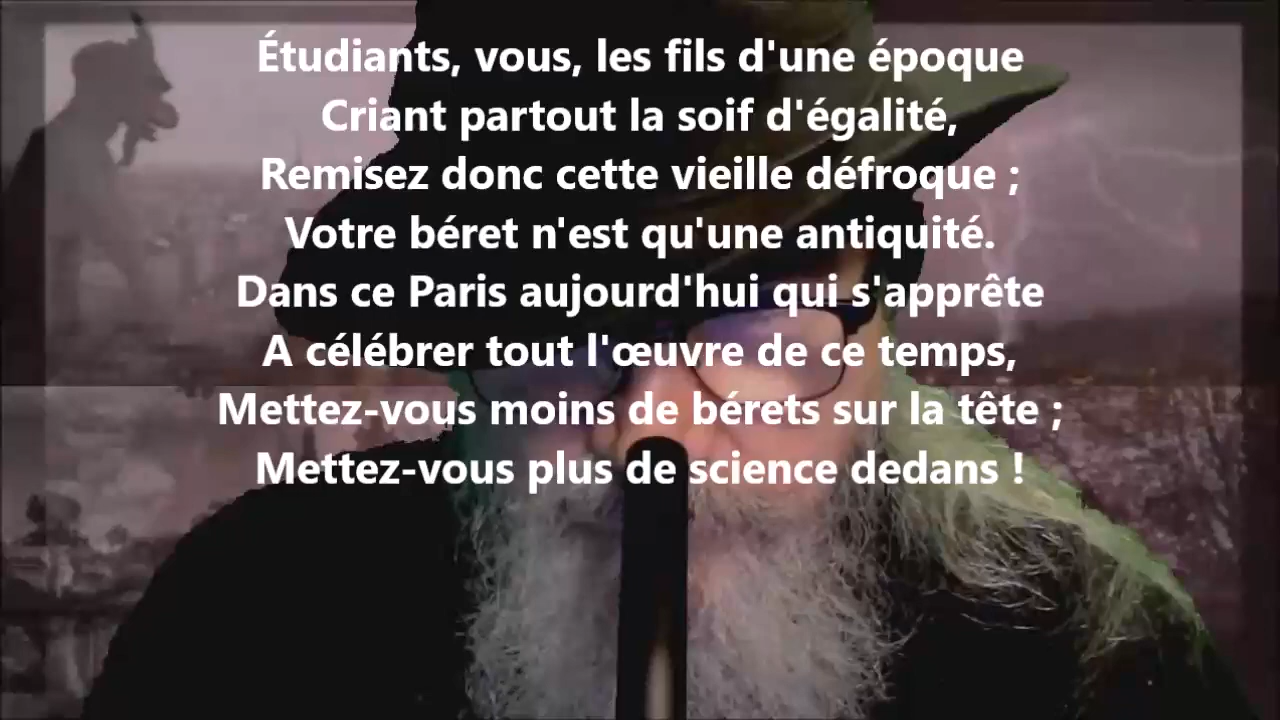 Étudiants, vous, les fils d'une époque
Criant partout la soif d'égalité,
Remisez donc cette vieille défroque ;
Votre béret n'est qu'une antiquité.
Dans ce Paris aujourd'hui qui s'apprête
A célébrer tout l'œuvre de ce temps,
Mettez-vous moins de bérets sur la tête ;
Mettez-vous plus de science dedans !